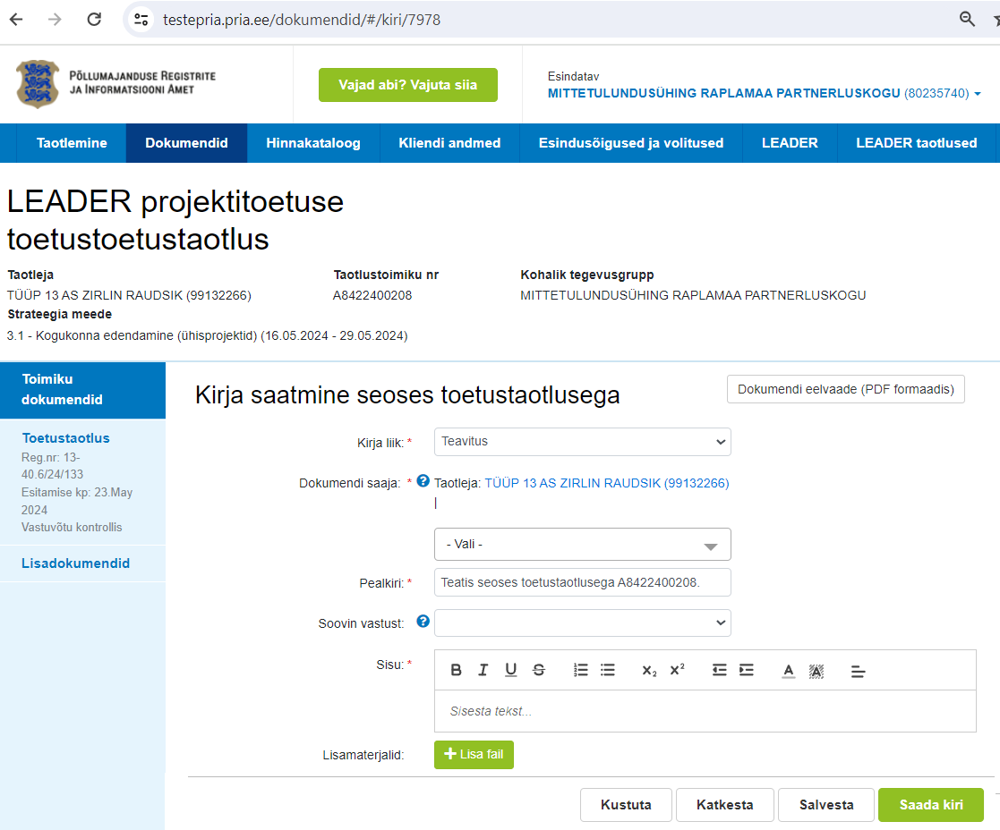 testepria.pria.ee/dokumendid/#/kiri/7978
PÕLLUMAJANDUSE REGISTRITE
JA INFORMATSIOONI AMET
Vajad abi? Vajuta siia
Esindatav
MITTETULUNDUSÜHING RAPLAMAA PARTNERLUSKOGU (80235740)
Taotlemine Dokumendid Hinnakataloog Kliendi andmed Esindusõigused ja volitused LEADER LEADER taotlused
LEADER projektitoetuse
toetustoetustaotlus
Taotleja Taotlustoimiku nr Kohalik tegevusgrupp
TÜÜP 13 AS ZIRLIN RAUDSIK (99132266) A8422400208 MITTETULUNDUSÜHING RAPLAMAA PARTNERLUSKOGU
Strateegia meede
3.1 - Kogukonna edendamine (ühisprojektid) (16.05.2024 - 29.05.2024)
Toimiku
dokumendid
Toetustaotlus
Reg.nr: 13-
40.6/24/133
Esitamise kp: 23.May
2024
Vastuvõtu kontrollis
Lisadokumendid
Kirja saatmine seoses toetustaotlusega
Dokumendi eelvaade (PDF formaadis)
Kirja liik: * Teavitus
Dokumendi saaja: * ? Taotleja: TÜÜP 13 AS ZIRLIN RAUDSIK (99132266)
|
- Vali -
Pealkiri: * Teatis seoses toetustaotlusega A8422400208.
Soovin vastust: ?
Sisu: * B I U S X₂ X² A A
Sisesta tekst...
Lisamaterjalid: + Lisa fail
Kustuta Katkesta Salvesta Saada kiri